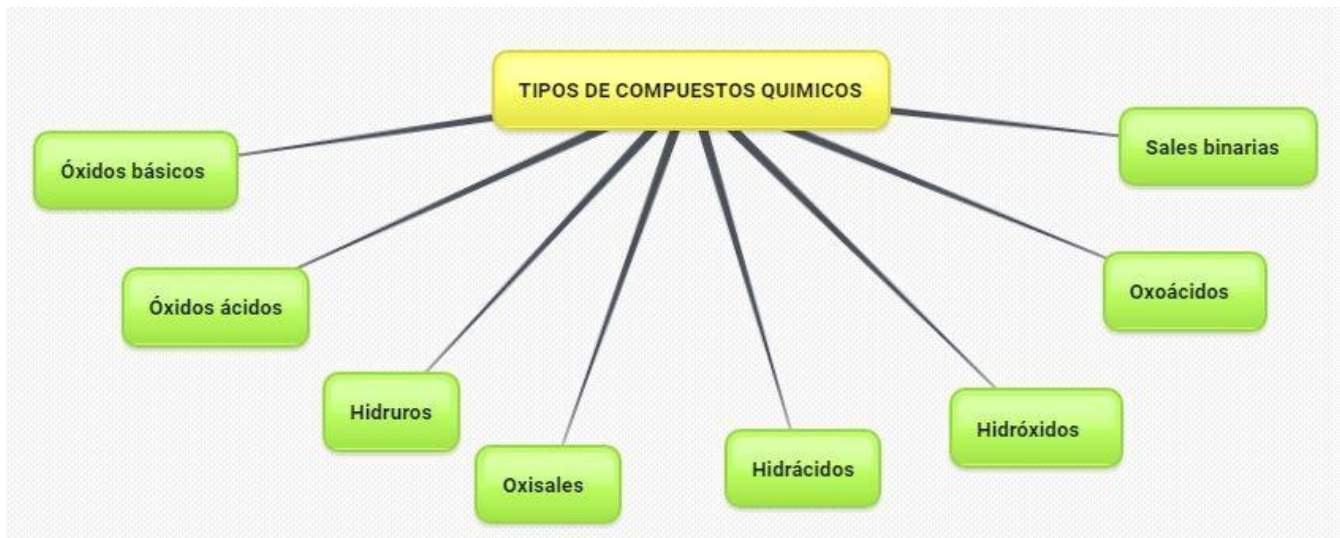 TIPOS DE COMPUESTOS QUIMICOS
Óxidos básicos
Óxidos ácidos
Hidruros
Oxisales
Hidrácidos
Hidróxidos
Oxoácidos
Sales binarias